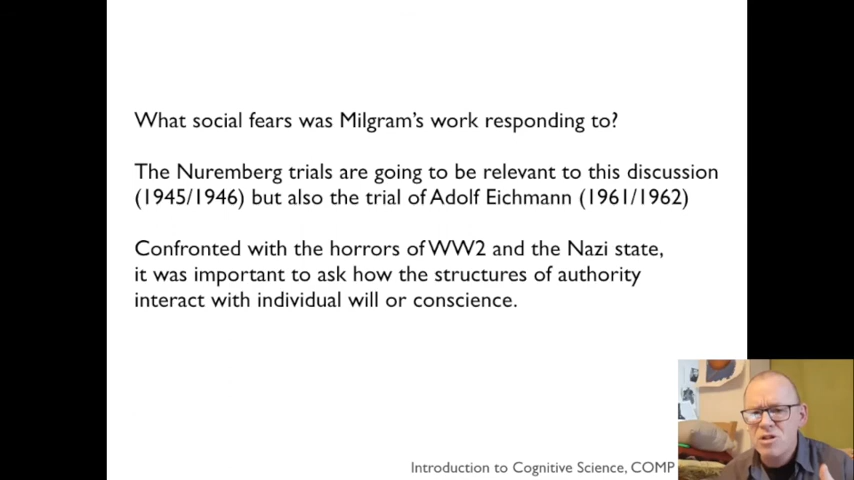 What social fears was Milgram's work responding to?
The Nuremberg trials are going to be relevant to this discussion
(1945/1946) but also the trial of Adolf Eichmann (1961/1962)
Confronted with the horrors of WW2 and the Nazi state,
it was important to ask how the structures of authority
interact with individual will or conscience.
Introduction to Cognitive Science, COMP